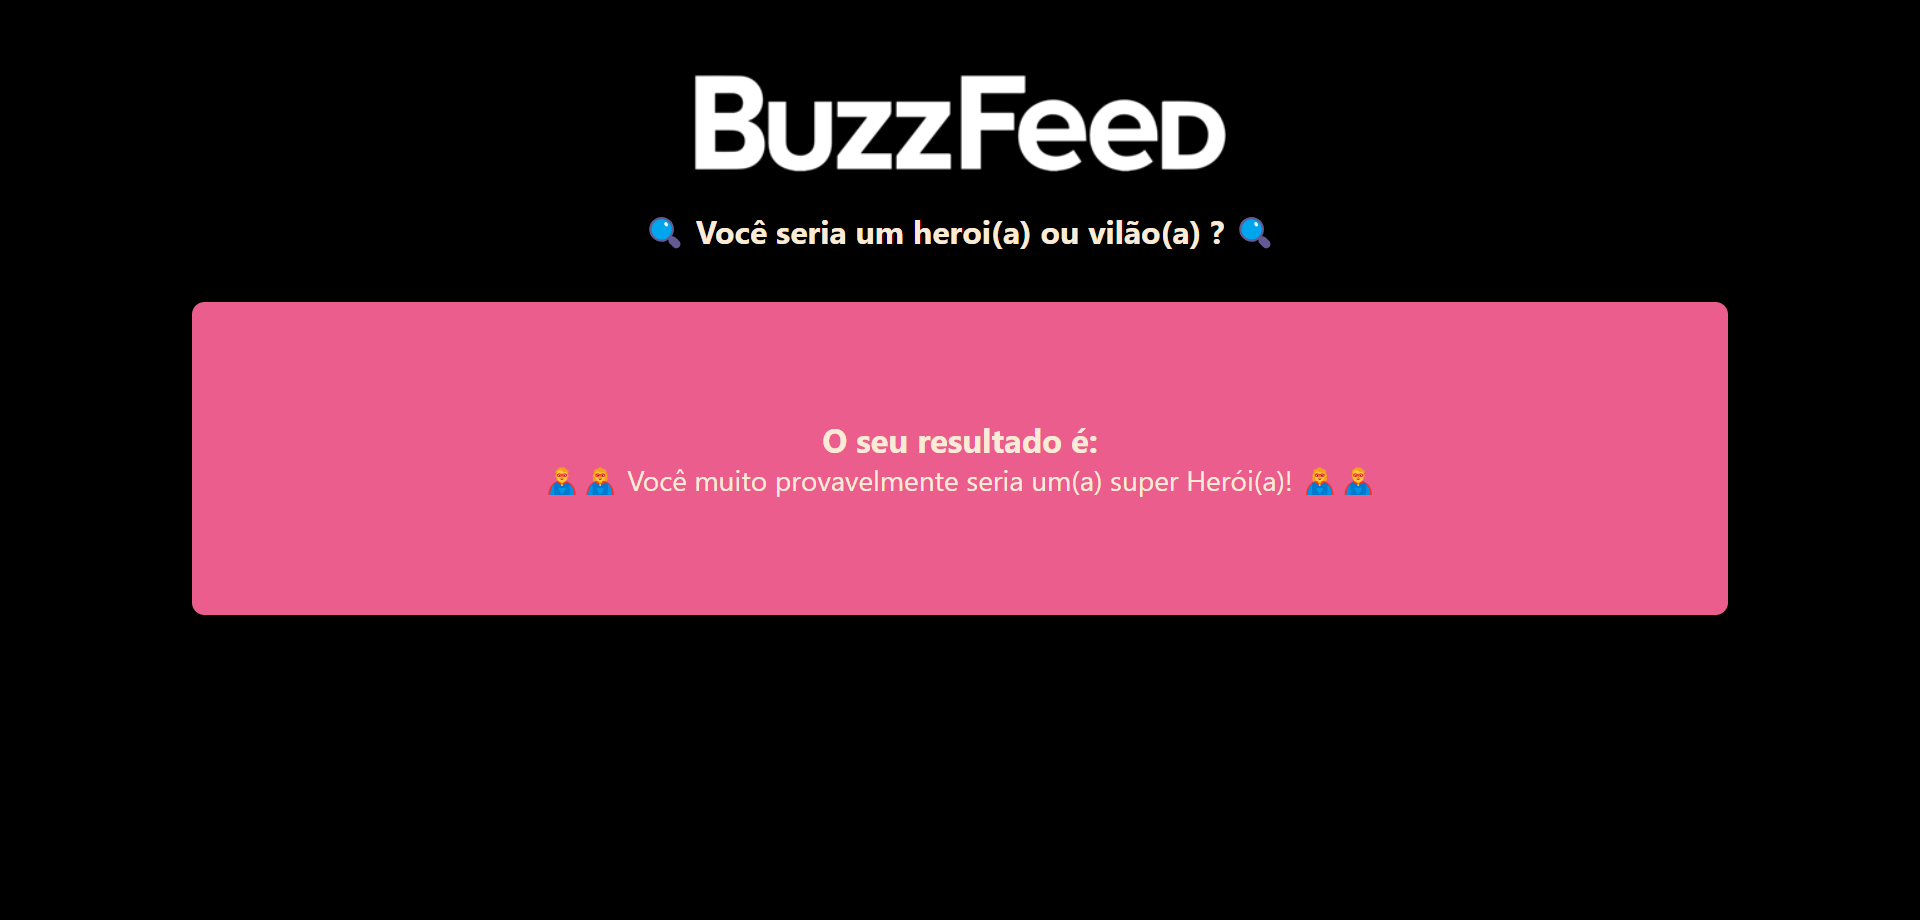 BuzzFeed
🔍 Você seria um heroi(a) ou vilão(a) ? 🔍
O seu resultado é:
🦸‍♂️ 🦸‍♀️ Você muito provavelmente seria um(a) super Herói(a)! 🦸‍♀️ 🦸‍♂️